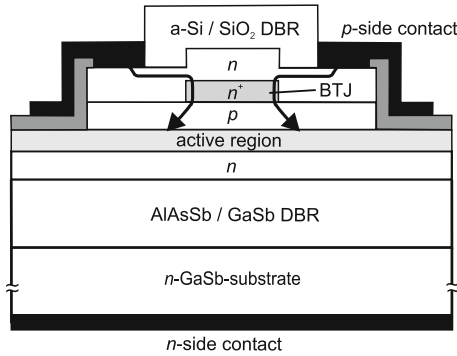 a-Si / SiO₂ DBR
p-side contact
n
n⁺
BTJ
p
active region
n
AlAsSb / GaSb DBR
n-GaSb-substrate
n-side contact